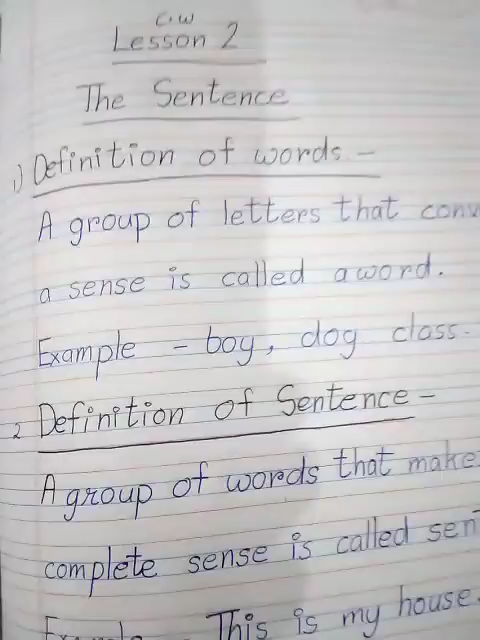 C.W
Lesson 2
The Sentence
1) Definition of words -
A group of letters that conv
a sense is called a word.
Example - boy, dog class.
2 Definition of Sentence -
A group of words that make
complete sense is called sen
Example - This is my house.